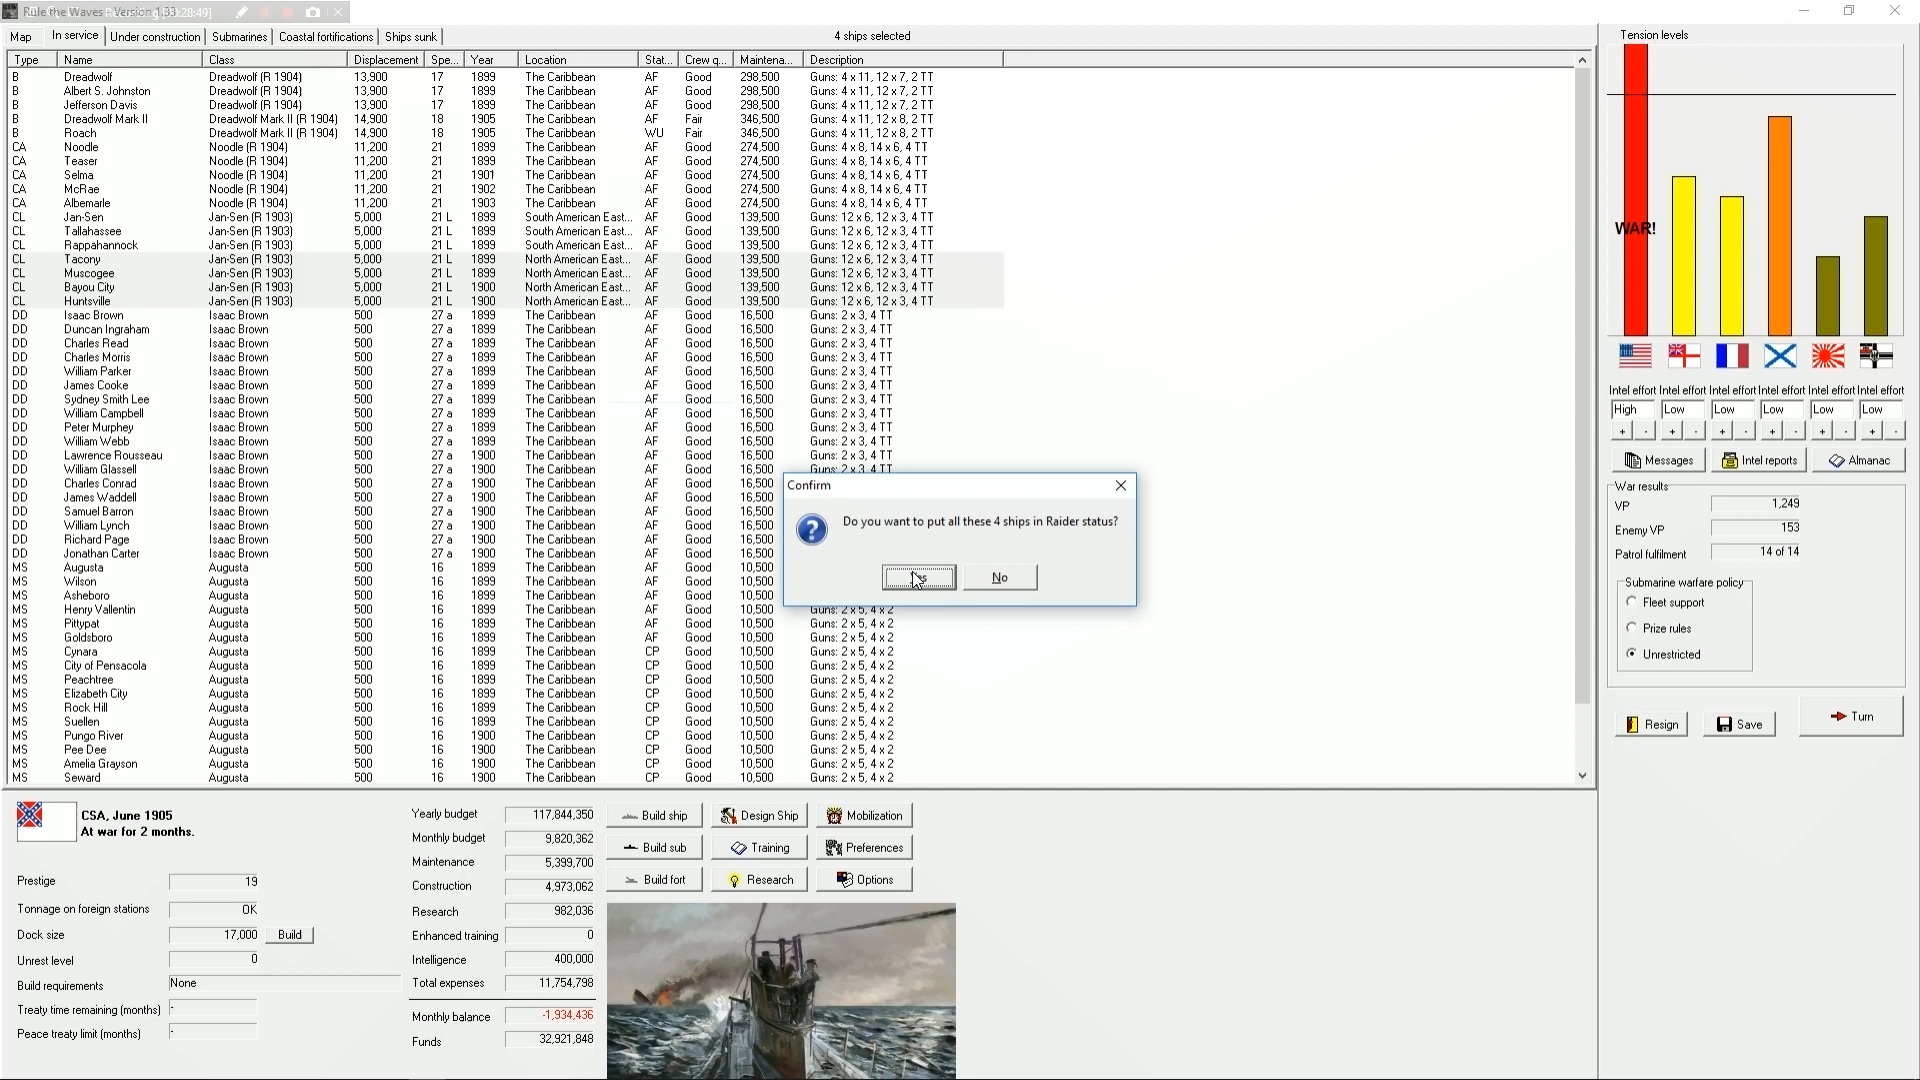 Rule the Waves - Version 1.33
Map In service Under construction Submarines Coastal fortifications Ships sunk 4 ships selected Tension levels
Type Name Class Displacement Spe... Year Location Stat... Crew q... Maintena... Description
B Dreadwolf Dreadwolf (R 1904) 13,900 17 1899 The Caribbean AF Good 298,500 Guns: 4 x 11, 12 x 7, 2 TT
B Albert S. Johnston Dreadwolf (R 1904) 13,900 17 1899 The Caribbean AF Good 298,500 Guns: 4 x 11, 12 x 7, 2 TT
B Jefferson Davis Dreadwolf (R 1904) 13,900 17 1899 The Caribbean AF Good 298,500 Guns: 4 x 11, 12 x 7, 2 TT
B Dreadwolf Mark II Dreadwolf Mark II (R 1904) 14,900 18 1905 The Caribbean AF Fair 346,500 Guns: 4 x 11, 12 x 8, 2 TT
B Roach Dreadwolf Mark II (R 1904) 14,900 18 1905 The Caribbean WU Fair 346,500 Guns: 4 x 11, 12 x 8, 2 TT
CA Noodle Noodle (R 1904) 11,200 21 1899 The Caribbean AF Good 274,500 Guns: 4 x 8, 14 x 6, 4 TT
CA Teaser Noodle (R 1904) 11,200 21 1899 The Caribbean AF Good 274,500 Guns: 4 x 8, 14 x 6, 4 TT
CA Selma Noodle (R 1904) 11,200 21 1901 The Caribbean AF Good 274,500 Guns: 4 x 8, 14 x 6, 4 TT
CA McRae Noodle (R 1904) 11,200 21 1902 The Caribbean AF Good 274,500 Guns: 4 x 8, 14 x 6, 4 TT
CA Albemarle Noodle (R 1904) 11,200 21 1903 The Caribbean AF Good 274,500 Guns: 4 x 8, 14 x 6, 4 TT
CL Jan-Sen Jan-Sen (R 1903) 5,000 21 L 1899 South American East... AF Good 139,500 Guns: 12 x 6, 12 x 3, 4 TT
CL Tallahassee Jan-Sen (R 1903) 5,000 21 L 1899 South American East... AF Good 139,500 Guns: 12 x 6, 12 x 3, 4 TT
CL Rappahannock Jan-Sen (R 1903) 5,000 21 L 1899 South American East... AF Good 139,500 Guns: 12 x 6, 12 x 3, 4 TT
CL Tacony Jan-Sen (R 1903) 5,000 21 L 1899 North American East... AF Good 139,500 Guns: 12 x 6, 12 x 3, 4 TT
CL Muscogee Jan-Sen (R 1903) 5,000 21 L 1899 North American East... AF Good 139,500 Guns: 12 x 6, 12 x 3, 4 TT
CL Bayou City Jan-Sen (R 1903) 5,000 21 L 1900 North American East... AF Good 139,500 Guns: 12 x 6, 12 x 3, 4 TT
CL Huntsville Jan-Sen (R 1903) 5,000 21 L 1900 North American East... AF Good 139,500 Guns: 12 x 6, 12 x 3, 4 TT
DD Isaac Brown Isaac Brown 500 27 a 1899 The Caribbean AF Good 16,500 Guns: 2 x 3, 4 TT
DD Duncan Ingraham Isaac Brown 500 27 a 1899 The Caribbean AF Good 16,500 Guns: 2 x 3, 4 TT
DD Charles Read Isaac Brown 500 27 a 1899 The Caribbean AF Good 16,500 Guns: 2 x 3, 4 TT
DD Charles Morris Isaac Brown 500 27 a 1899 The Caribbean AF Good 16,500 Guns: 2 x 3, 4 TT
DD William Parker Isaac Brown 500 27 a 1899 The Caribbean AF Good 16,500 Guns: 2 x 3, 4 TT
DD James Cooke Isaac Brown 500 27 a 1899 The Caribbean AF Good 16,500 Guns: 2 x 3, 4 TT
DD Sydney Smith Lee Isaac Brown 500 27 a 1899 The Caribbean AF Good 16,500 Guns: 2 x 3, 4 TT
DD William Campbell Isaac Brown 500 27 a 1899 The Caribbean AF Good 16,500 Guns: 2 x 3, 4 TT
DD Peter Murphey Isaac Brown 500 27 a 1899 The Caribbean AF Good 16,500 Guns: 2 x 3, 4 TT
DD William Webb Isaac Brown 500 27 a 1900 The Caribbean AF Good 16,500 Guns: 2 x 3, 4 TT
DD Lawrence Rousseau Isaac Brown 500 27 a 1900 The Caribbean AF Good 16,500 Guns: 2 x 3, 4 TT
DD William Glassell Isaac Brown 500 27 a 1900 The Caribbean AF Good 16,500 Guns: 2 x 3, 4 TT
DD Charles Conrad Isaac Brown 500 27 a 1900 The Caribbean AF Good 16,500
DD James Waddell Isaac Brown 500 27 a 1900 The Caribbean AF Good 16,500
DD Samuel Barron Isaac Brown 500 27 a 1900 The Caribbean AF Good 16,500
DD William Lynch Isaac Brown 500 27 a 1900 The Caribbean AF Good 16,500
DD Richard Page Isaac Brown 500 27 a 1900 The Caribbean AF Good 16,500
DD Jonathan Carter Isaac Brown 500 27 a 1900 The Caribbean AF Good 16,500
MS Augusta Augusta 500 16 1899 The Caribbean AF Good 10,500
MS Wilson Augusta 500 16 1899 The Caribbean AF Good 10,500
MS Asheboro Augusta 500 16 1899 The Caribbean AF Good 10,500
MS Henry Vallentin Augusta 500 16 1899 The Caribbean AF Good 10,500 Guns: 2 x 5, 4 x 2
MS Pittypat Augusta 500 16 1899 The Caribbean AF Good 10,500 Guns: 2 x 5, 4 x 2
MS Goldsboro Augusta 500 16 1899 The Caribbean AF Good 10,500 Guns: 2 x 5, 4 x 2
MS Cynara Augusta 500 16 1899 The Caribbean CP Good 10,500 Guns: 2 x 5, 4 x 2
MS City of Pensacola Augusta 500 16 1899 The Caribbean CP Good 10,500 Guns: 2 x 5, 4 x 2
MS Peachtree Augusta 500 16 1899 The Caribbean CP Good 10,500 Guns: 2 x 5, 4 x 2
MS Elizabeth City Augusta 500 16 1899 The Caribbean CP Good 10,500 Guns: 2 x 5, 4 x 2
MS Rock Hill Augusta 500 16 1899 The Caribbean CP Good 10,500 Guns: 2 x 5, 4 x 2
MS Suellen Augusta 500 16 1899 The Caribbean CP Good 10,500 Guns: 2 x 5, 4 x 2
MS Pungo River Augusta 500 16 1900 The Caribbean CP Good 10,500 Guns: 2 x 5, 4 x 2
MS Pee Dee Augusta 500 16 1900 The Caribbean CP Good 10,500 Guns: 2 x 5, 4 x 2
MS Amelia Grayson Augusta 500 16 1900 The Caribbean CP Good 10,500 Guns: 2 x 5, 4 x 2
MS Seward Augusta 500 16 1900 The Caribbean CP Good 10,500 Guns: 2 x 5, 4 x 2
Confirm
Do you want to put all these 4 ships in Raider status?
No
WAR!
Intel effort Intel effort Intel effort Intel effort Intel effort Intel effort
High Low Low Low Low Low
+ - + - + - + - + - + -
Messages Intel reports Almanac
War results
VP 1,249
Enemy VP 153
Patrol fulfilment 14 of 14
Submarine warfare policy
Fleet support
Prize rules
Unrestricted
Resign Save Turn
CSA, June 1905
At war for 2 months.
Prestige 19
Tonnage on foreign stations OK
Dock size 17,000 Build
Unrest level 0
Build requirements None
Treaty time remaining (months) -
Peace treaty limit (months) -
Yearly budget 117,844,350
Monthly budget 9,820,362
Maintenance 5,399,700
Construction 4,973,062
Research 982,036
Enhanced training 0
Intelligence 400,000
Total expenses 11,754,798
Monthly balance -1,934,436
Funds 32,921,848
Build ship Design Ship Mobilization
Build sub Training Preferences
Build fort Research Options